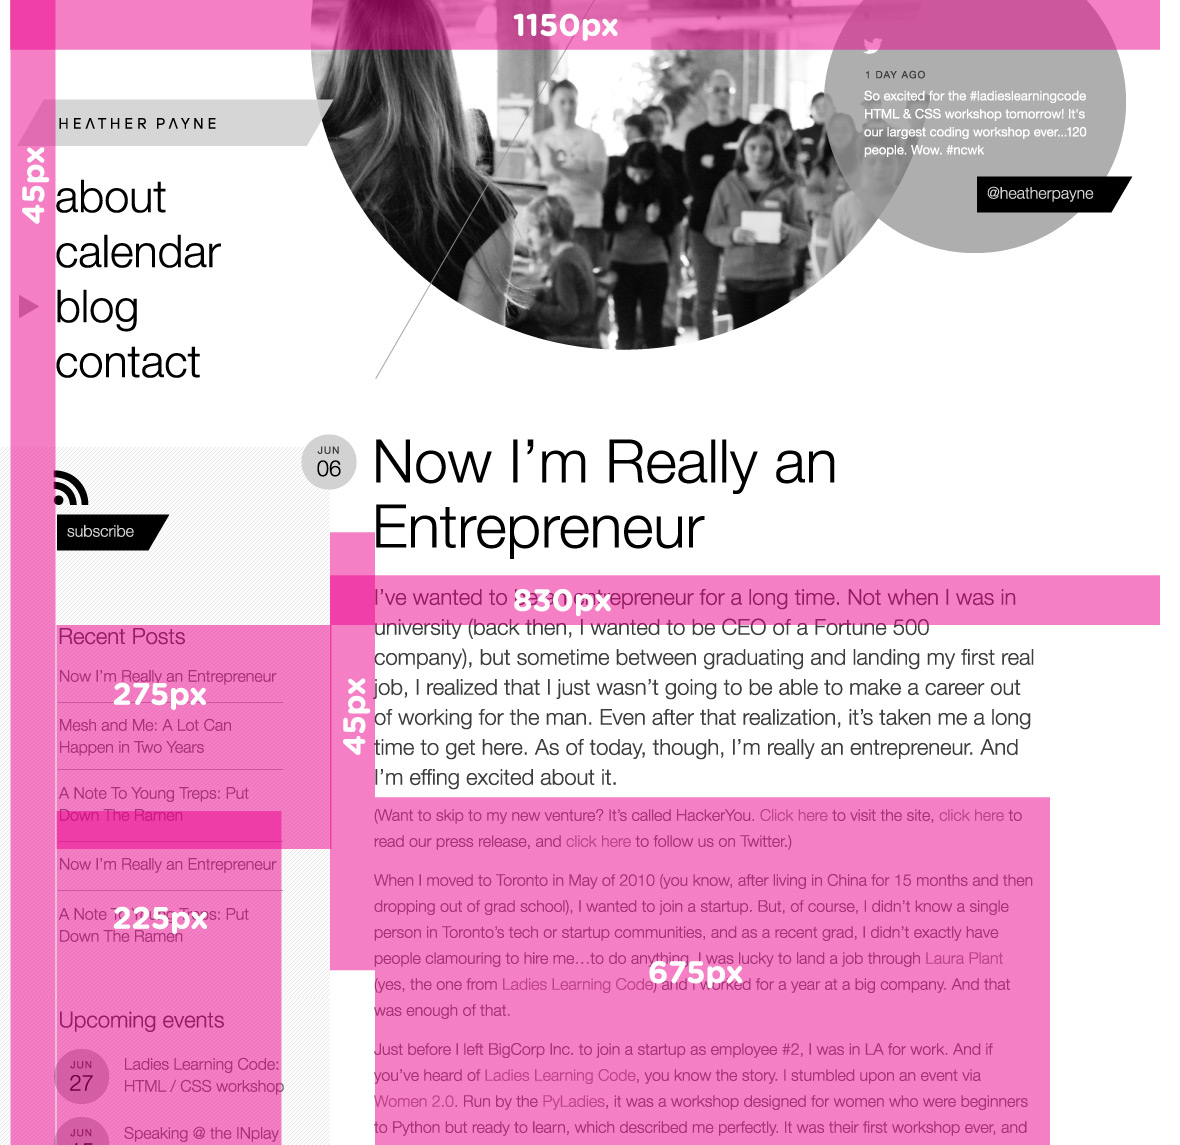 1150px
1 DAY AGO
So excited for the #ladieslearningcode
HTML & CSS workshop tomorrow! It's
our largest coding workshop ever...120
people. Wow. #ncwk
@heatherpayne
HEATHER PAYNE
45px
about
calendar
blog
contact
subscribe
JUN
06
Now I'm Really an
Entrepreneur
830px
I've wanted to be an entrepreneur for a long time. Not when I was in
university (back then, I wanted to be CEO of a Fortune 500
company), but sometime between graduating and landing my first real
job, I realized that I just wasn't going to be able to make a career out
of working for the man. Even after that realization, it's taken me a long
time to get here. As of today, though, I'm really an entrepreneur. And
I'm effing excited about it.
45px
Recent Posts
Now I'm Really an Entrepreneur
275px
Mesh and Me: A Lot Can
Happen in Two Years
A Note To Young Treps: Put
Down The Ramen
Now I'm Really an Entrepreneur
A Note To Young Treps: Put
225px
Down The Ramen
Upcoming events
JUN
27
Ladies Learning Code:
HTML / CSS workshop
JUN
Speaking @ the INplay
(Want to skip to my new venture? It's called HackerYou. Click here to visit the site, click here to
read our press release, and click here to follow us on Twitter.)
When I moved to Toronto in May of 2010 (you know, after living in China for 15 months and then
dropping out of grad school), I wanted to join a startup. But, of course, I didn't know a single
person in Toronto's tech or startup communities, and as a recent grad, I didn't exactly have
people clamouring to hire me…to do anything. I was lucky to land a job through Laura Plant
675px
(yes, the one from Ladies Learning Code) and I worked for a year at a big company. And that
was enough of that.
Just before I left BigCorp Inc. to join a startup as employee #2, I was in LA for work. And if
you've heard of Ladies Learning Code, you know the story. I stumbled upon an event via
Women 2.0. Run by the PyLadies, it was a workshop designed for women who were beginners
to Python but ready to learn, which described me perfectly. It was their first workshop ever, and